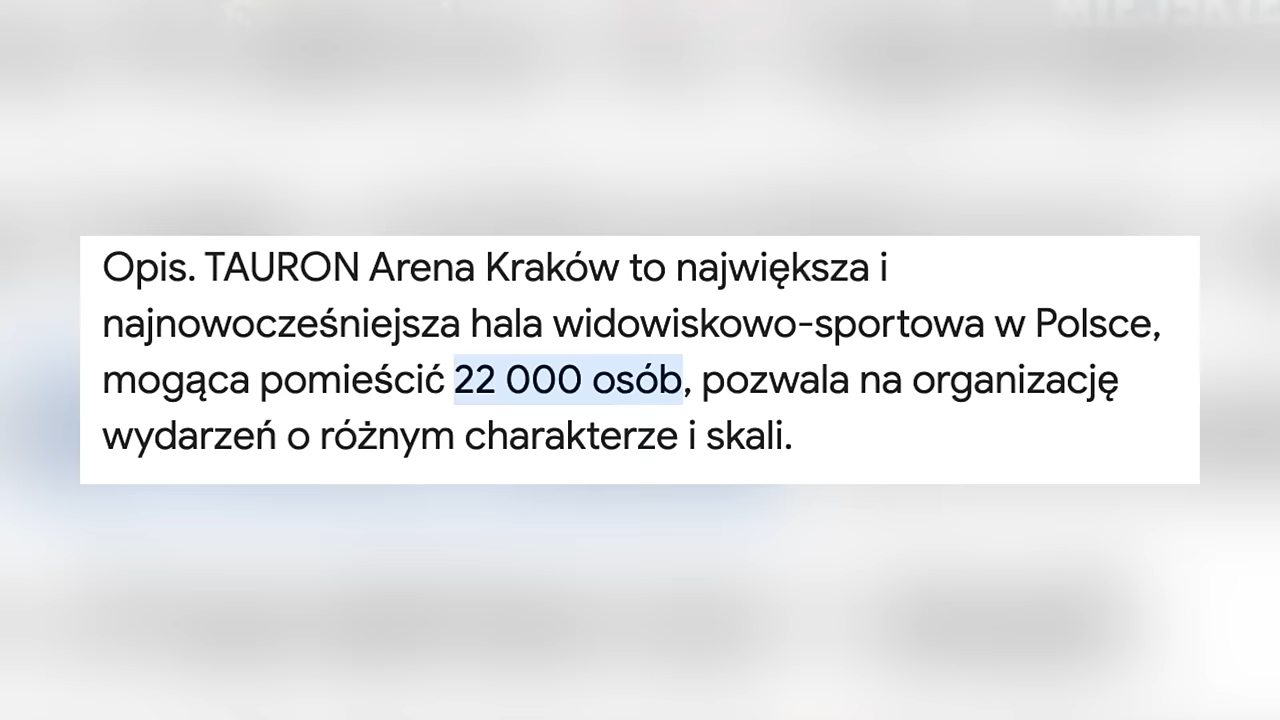 Opis. TAURON Arena Kraków to największa i
najnowocześniejsza hala widowiskowo-sportowa w Polsce,
mogąca pomieścić 22 000 osób, pozwala na organizację
wydarzeń o różnym charakterze i skali.